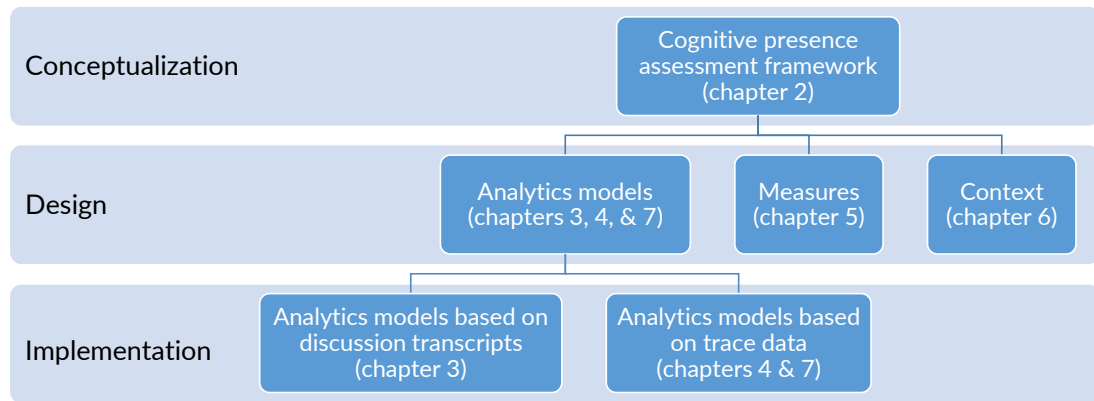 Conceptualization
Cognitive presence
assessment framework
(chapter 2)
Design
Analytics models
(chapters 3, 4, & 7)
Measures
(chapter 5)
Context
(chapter 6)
Implementation
Analytics models based on
discussion transcripts
(chapter 3)
Analytics models based
on trace data
(chapters 4 & 7)